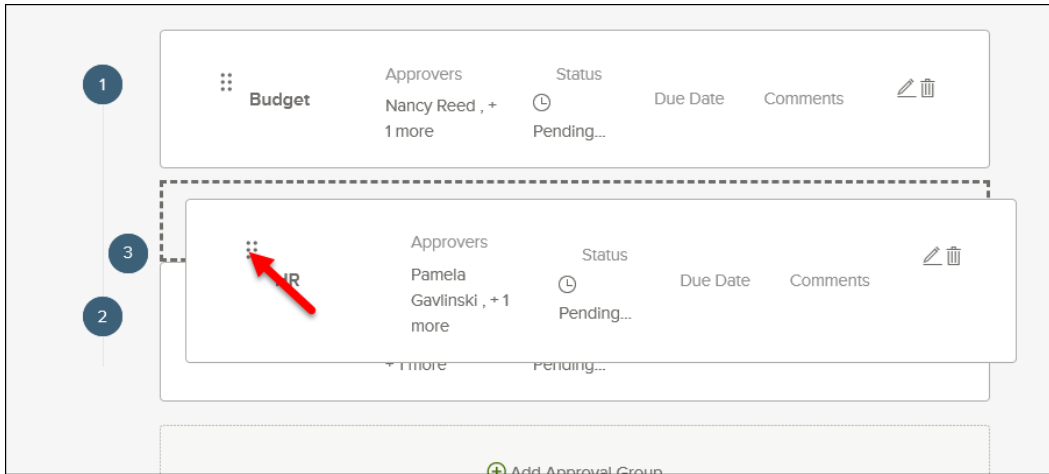 1
Budget
Approvers
Nancy Reed , +
1 more
Status
Pending...
Due Date
Comments
3
HR
Approvers
Pamela
Gavlinski , + 1
more
Status
Pending...
Due Date
Comments
2
+ 1 more
Pending...
Add Approval Group